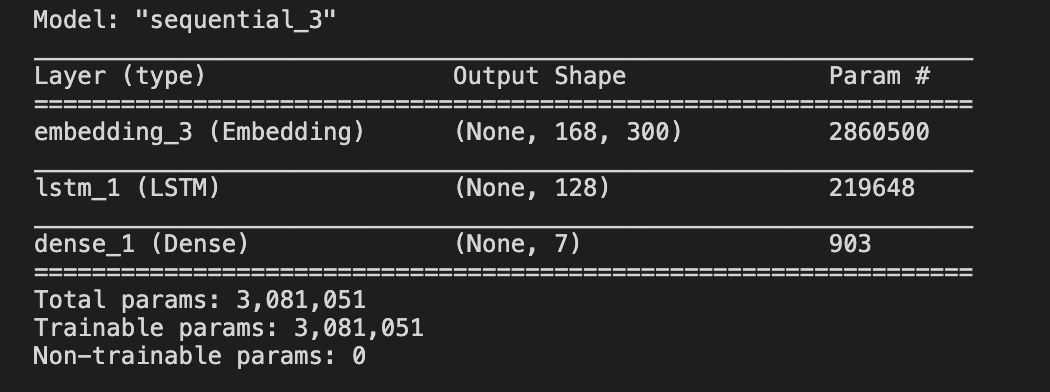 Model: "sequential_3"
Layer (type) Output Shape Param #
embedding_3 (Embedding) (None, 168, 300) 2860500
lstm_1 (LSTM) (None, 128) 219648
dense_1 (Dense) (None, 7) 903
Total params: 3,081,051
Trainable params: 3,081,051
Non-trainable params: 0